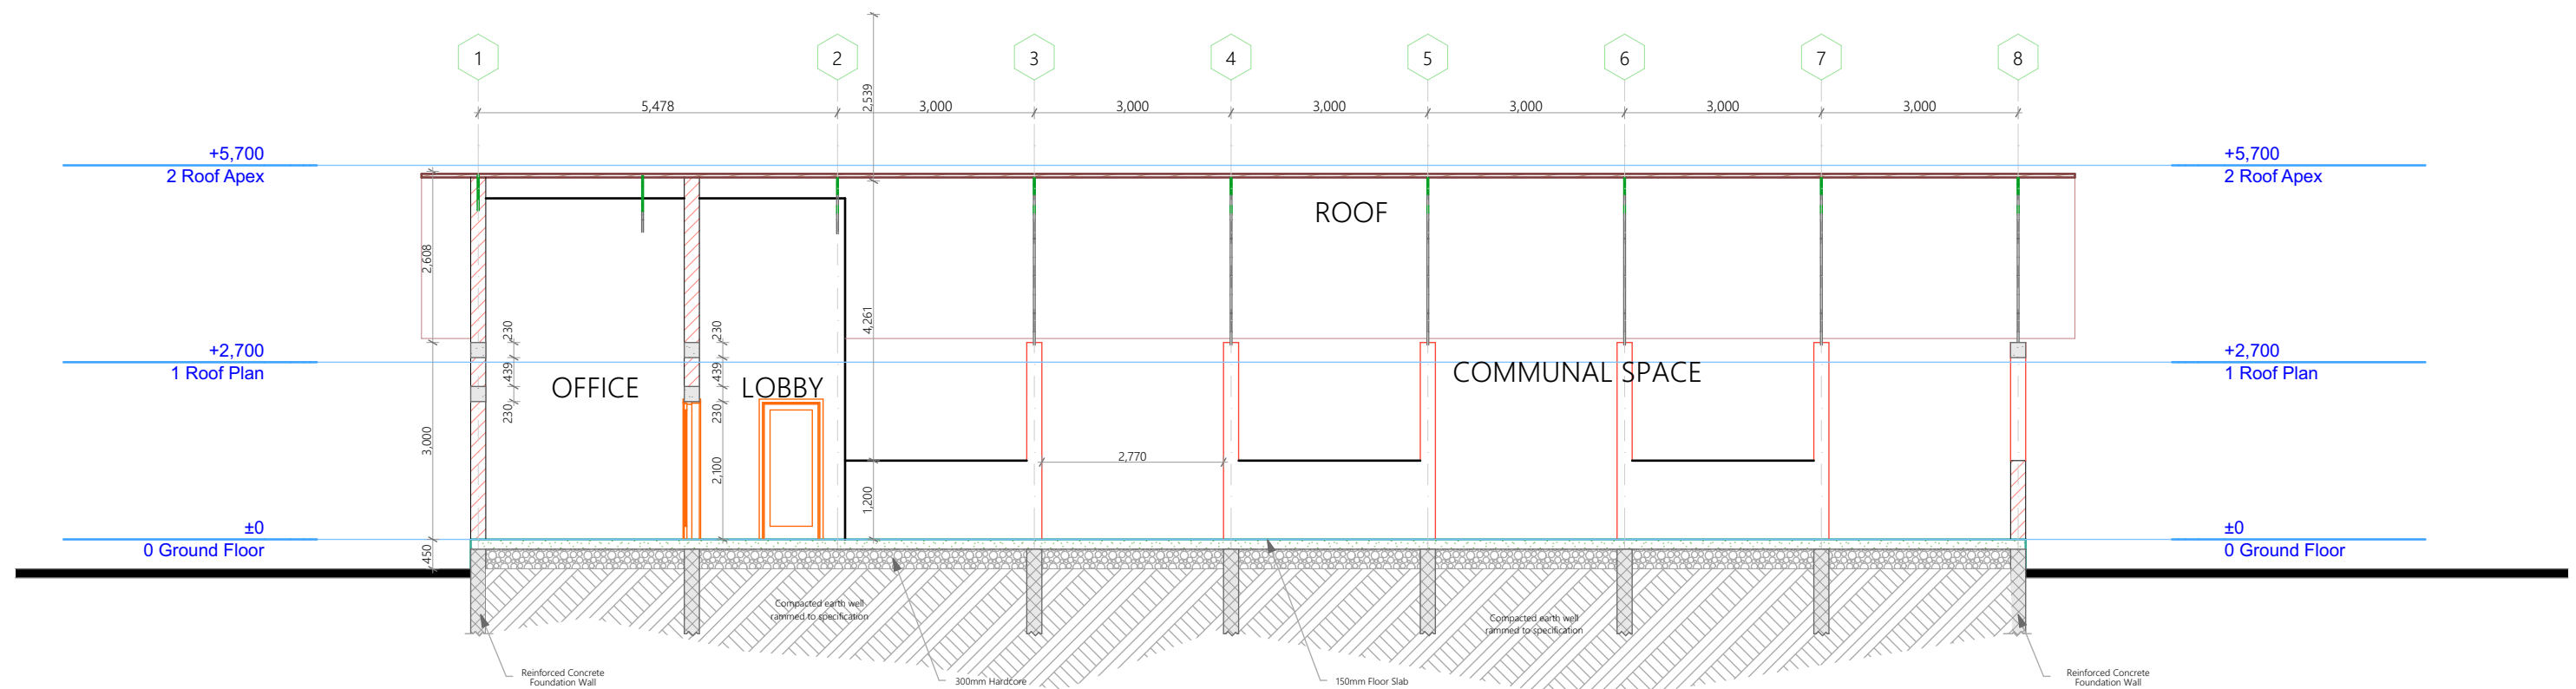 1 2 3 4 5 6 7 8
2,539
5,478 3,000 3,000 3,000 3,000 3,000 3,000
+5,700 +5,700
2 Roof Apex 2 Roof Apex
ROOF
2,608
4,261
230 230
+2,700 +2,700
1 Roof Plan 1 Roof Plan
439 439
OFFICE LOBBY COMMUNAL SPACE
230 230
3,000
2,100
2,770
1,200
±0 ±0
0 Ground Floor 0 Ground Floor
450
Compacted earth well
rammed to specification
Compacted earth well
rammed to specification
Reinforced Concrete
Foundation Wall
300mm Hardcore
150mm Floor Slab
Reinforced Concrete
Foundation Wall